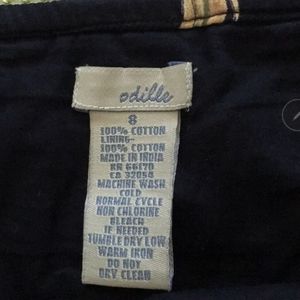 odille
8
100% COTTON
LINING-
100% COTTON
MADE IN INDIA
RN 66170
CA 32054
MACHINE WASH
COLD
NORMAL CYCLE
NON CHLORINE
BLEACH
IF NEEDED
TUMBLE DRY LOW
WARM IRON
DO NOT
DRY CLEAN